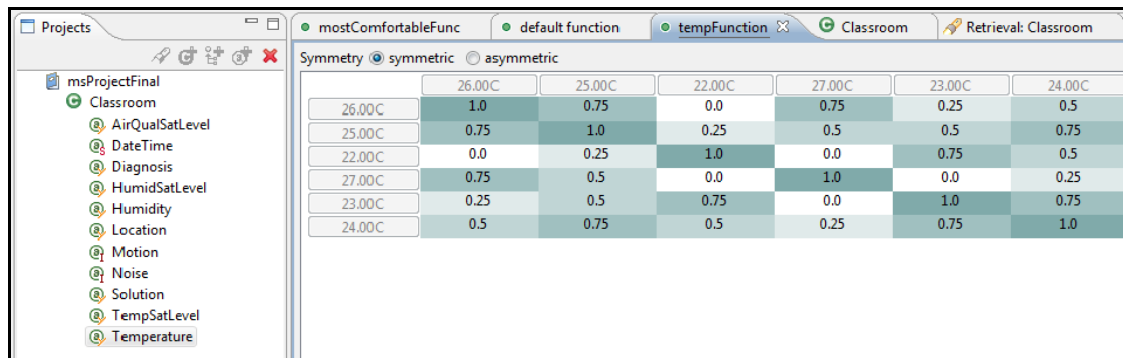 Projects
msProjectFinal
Classroom
AirQualSatLevel
DateTime
Diagnosis
HumidSatLevel
Humidity
Location
Motion
Noise
Solution
TempSatLevel
Temperature
mostComfortableFunc default function tempFunction Classroom Retrieval: Classroom
Symmetry symmetric asymmetric
26.00C 25.00C 22.00C 27.00C 23.00C 24.00C
26.00C 1.0 0.75 0.0 0.75 0.25 0.5
25.00C 0.75 1.0 0.25 0.5 0.5 0.75
22.00C 0.0 0.25 1.0 0.0 0.75 0.5
27.00C 0.75 0.5 0.0 1.0 0.0 0.25
23.00C 0.25 0.5 0.75 0.0 1.0 0.75
24.00C 0.5 0.75 0.5 0.25 0.75 1.0